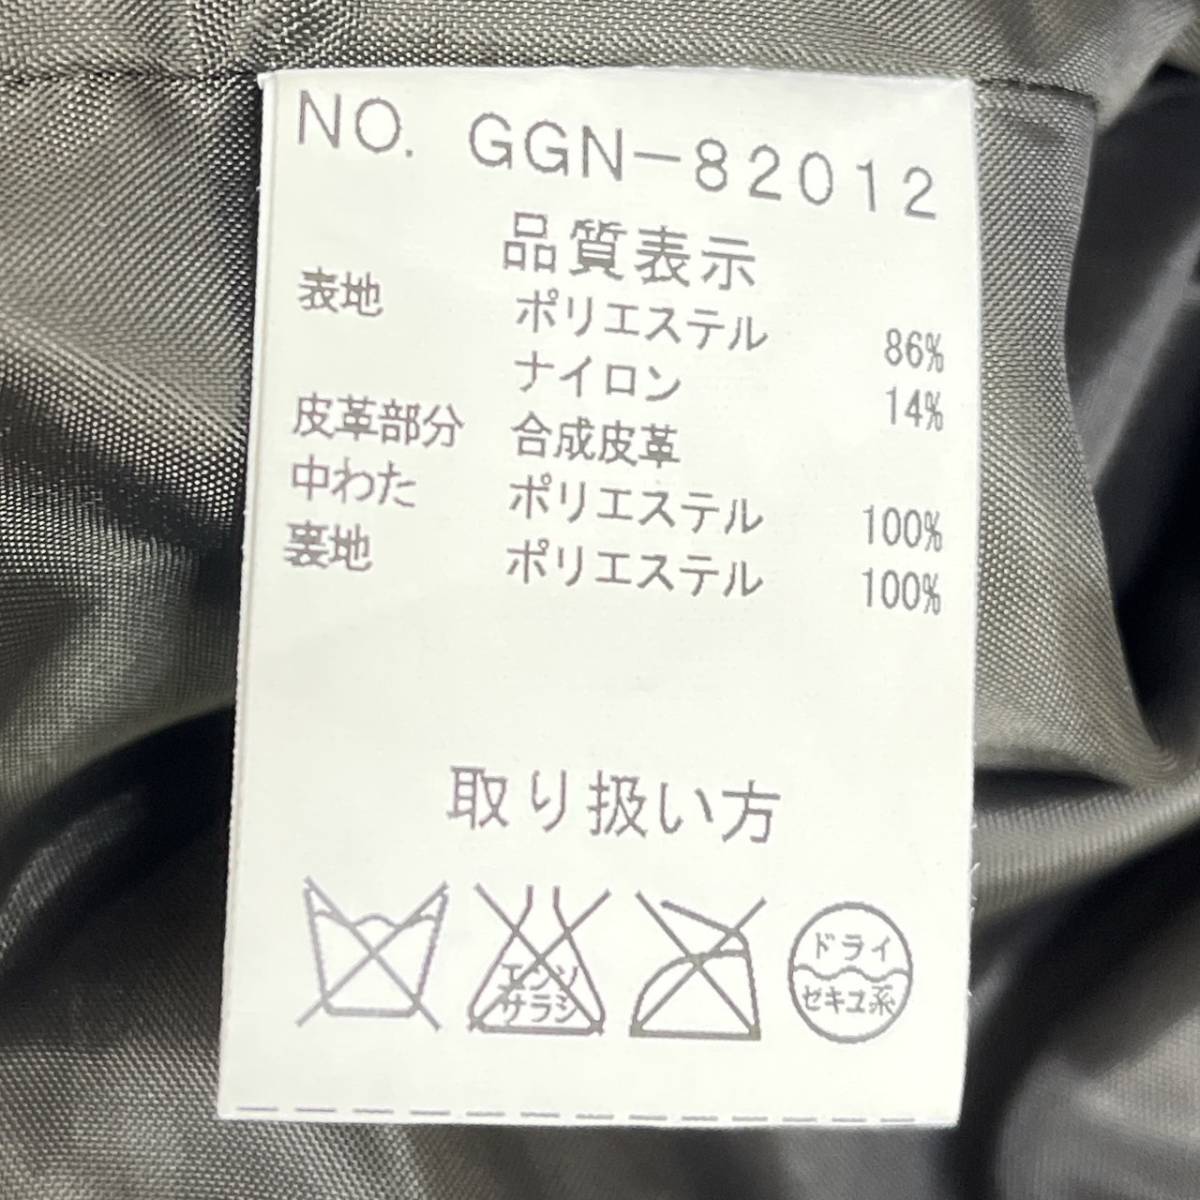 NO. GGN-82012
品質表示
表地 ポリエステル 86%
ナイロン 14%
皮革部分 合成皮革
中わた ポリエステル 100%
裏地 ポリエステル 100%
取り扱い方
エンソ
サラシ
ドライ
セキユ系